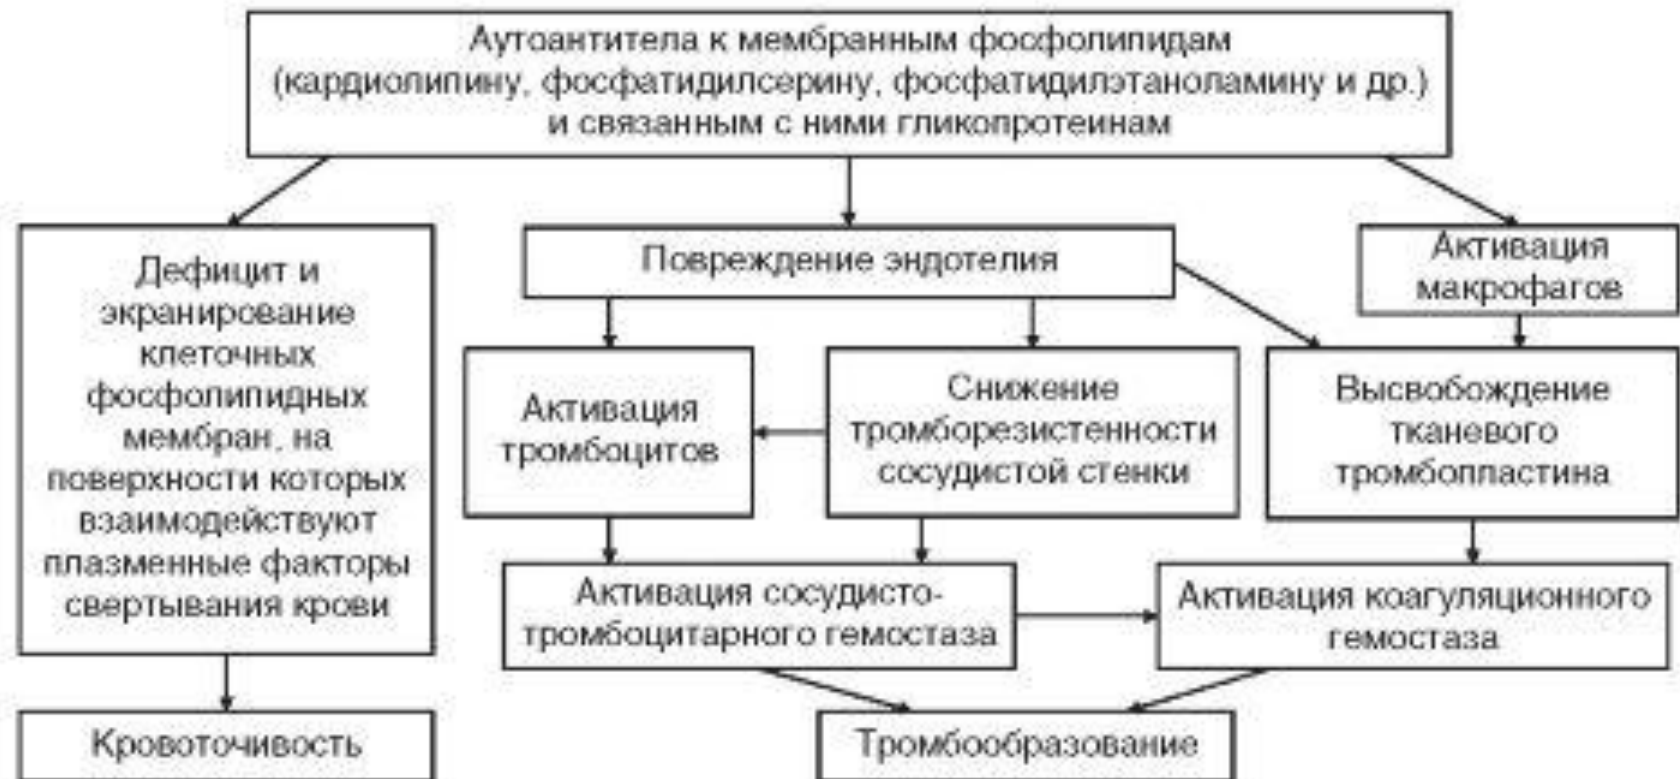 Аутоантитела к мембранным фосфолипидам
(кардиолипину, фосфатидилсерину, фосфатидилэтаноламину и др.)
и связанным с ними гликопротеинам
Дефицит и
экранирование
клеточных
фосфолипидных
мембран, на
поверхности которых
взаимодействуют
плазменные факторы
свертывания крови
Повреждение эндотелия
Активация
макрофагов
Активация
тромбоцитов
Снижение
тромборезистентности
сосудистой стенки
Высвобождение
тканевого
тромбопластина
Активация сосудисто-
тромбоцитарного гемостаза
Активация коагуляционного
гемостаза
Кровоточивость
Тромбообразование